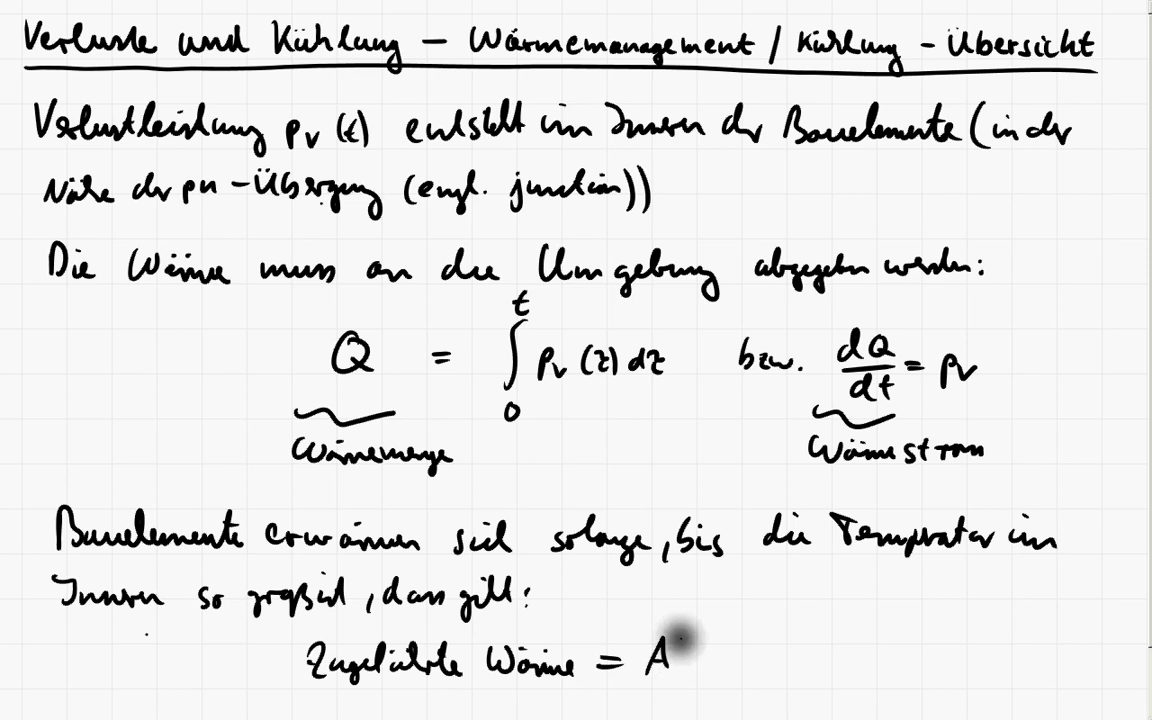 Verluste und Kühlung – Wärmemanagement / Kühlung – Übersicht
Verlustleistung pv(t) entsteht im Innern der Bauelemente (in der
Nähe der pn-Übergang (engl. junction))
Die Wärme muss an die Umgebung abgegeben werden:
Q = ∫₀ᵗ pv(τ) dτ bzw. dQ/dt = pv
Wärmemenge Wärmestrom
Bauelemente erwärmen sich solange, bis die Temperatur im
Innern so groß ist, dass gilt:
Zugeführte Wärme = A